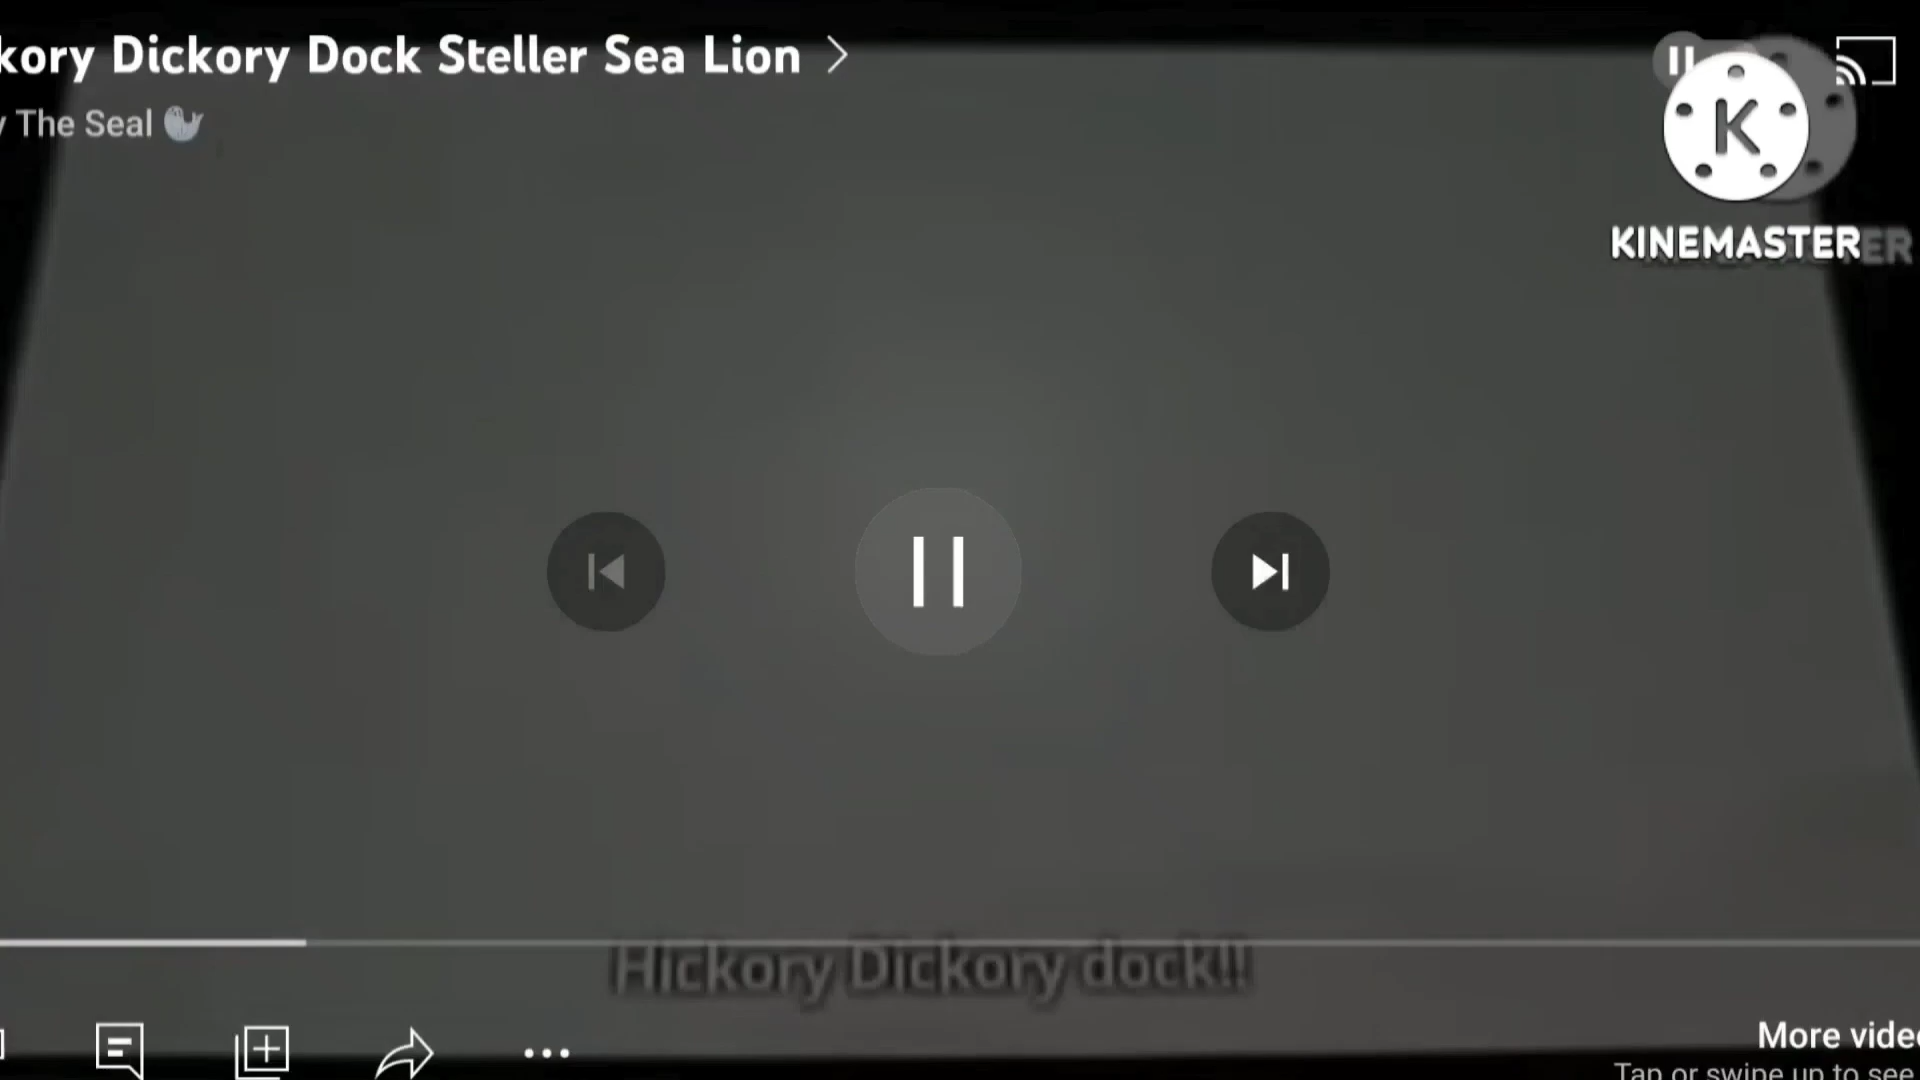 kory Dickory Dock Steller Sea Lion
The Seal
K
KINEMASTER
ER
Hickory Dickory dock!!
More vide
Tap or swipe up to see